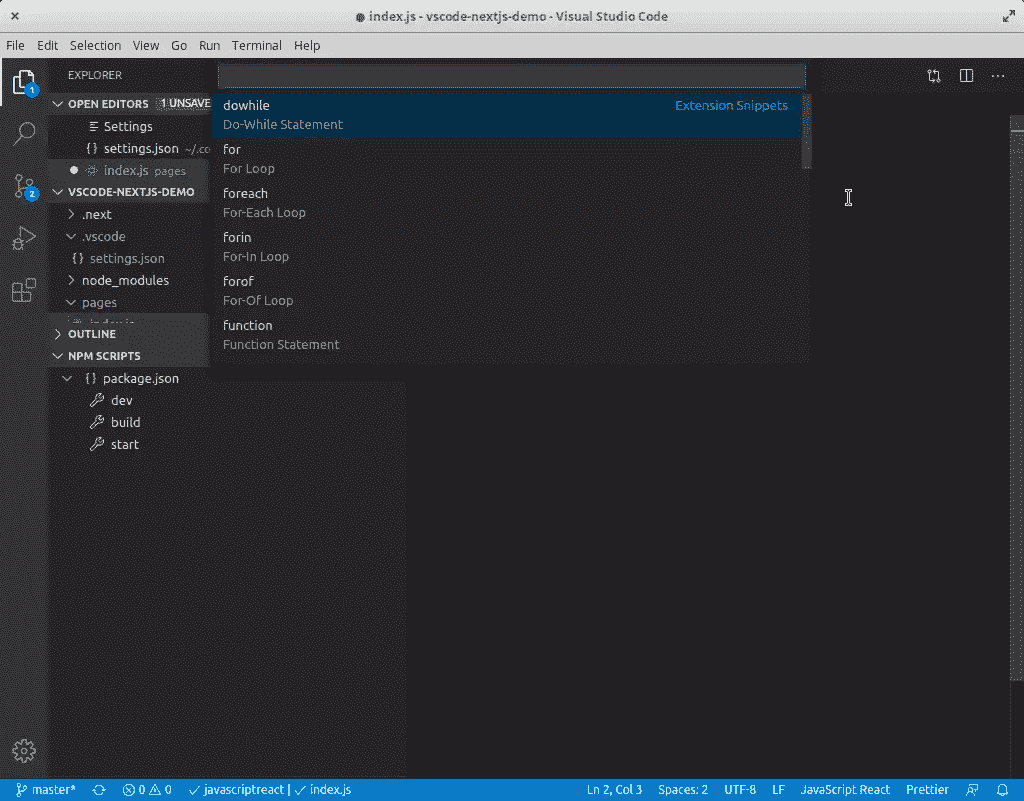 index.js - vscode-nextjs-demo - Visual Studio Code
File Edit Selection View Go Run Terminal Help
EXPLORER
OPEN EDITORS 1 UNSAVE
Settings
settings.json ~/.co
index.js pages
VSCODE-NEXTJS-DEMO
.next
.vscode
{} settings.json
node_modules
pages
index.js
OUTLINE
NPM SCRIPTS
{} package.json
dev
build
start
1
2
dowhile Extension Snippets
Do-While Statement
for
For Loop
foreach
For-Each Loop
forin
For-In Loop
forof
For-Of Loop
function
Function Statement
master* 0 0 javascriptreact | index.js Ln 2, Col 3 Spaces: 2 UTF-8 LF JavaScript React Prettier